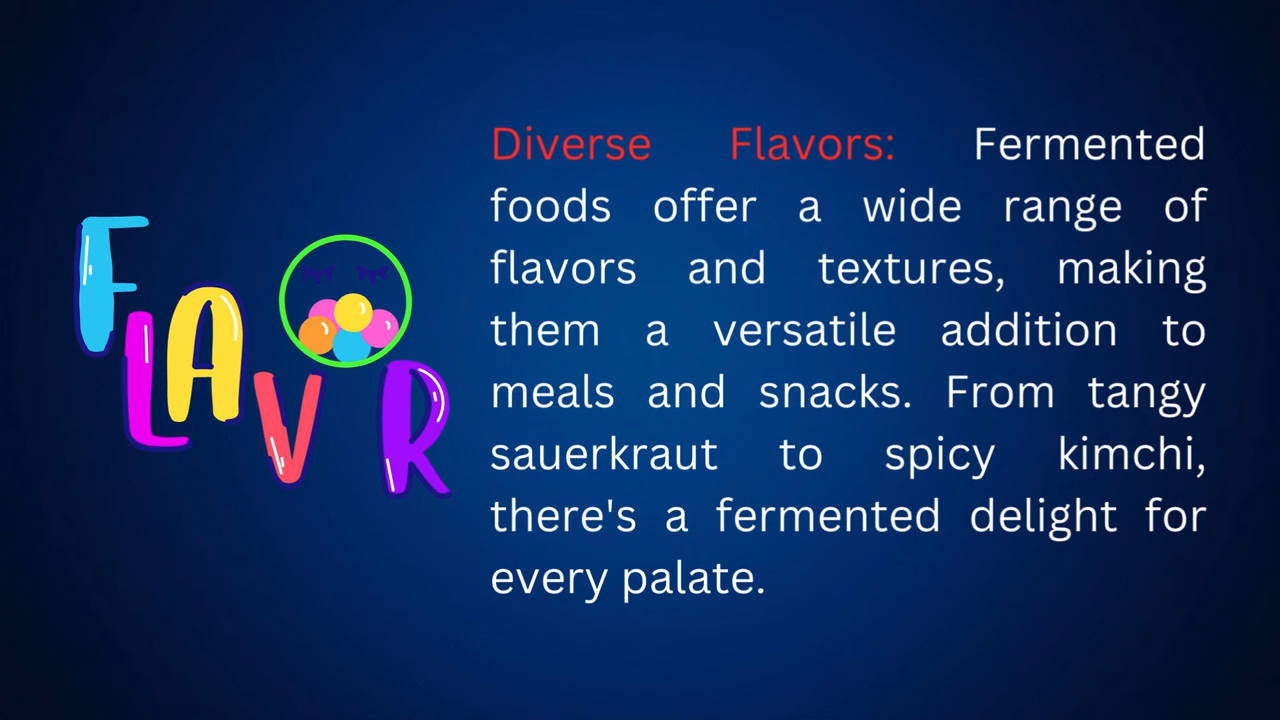 FLAVR
Diverse Flavors: Fermented
foods offer a wide range of
flavors and textures, making
them a versatile addition to
meals and snacks. From tangy
sauerkraut to spicy kimchi,
there's a fermented delight for
every palate.